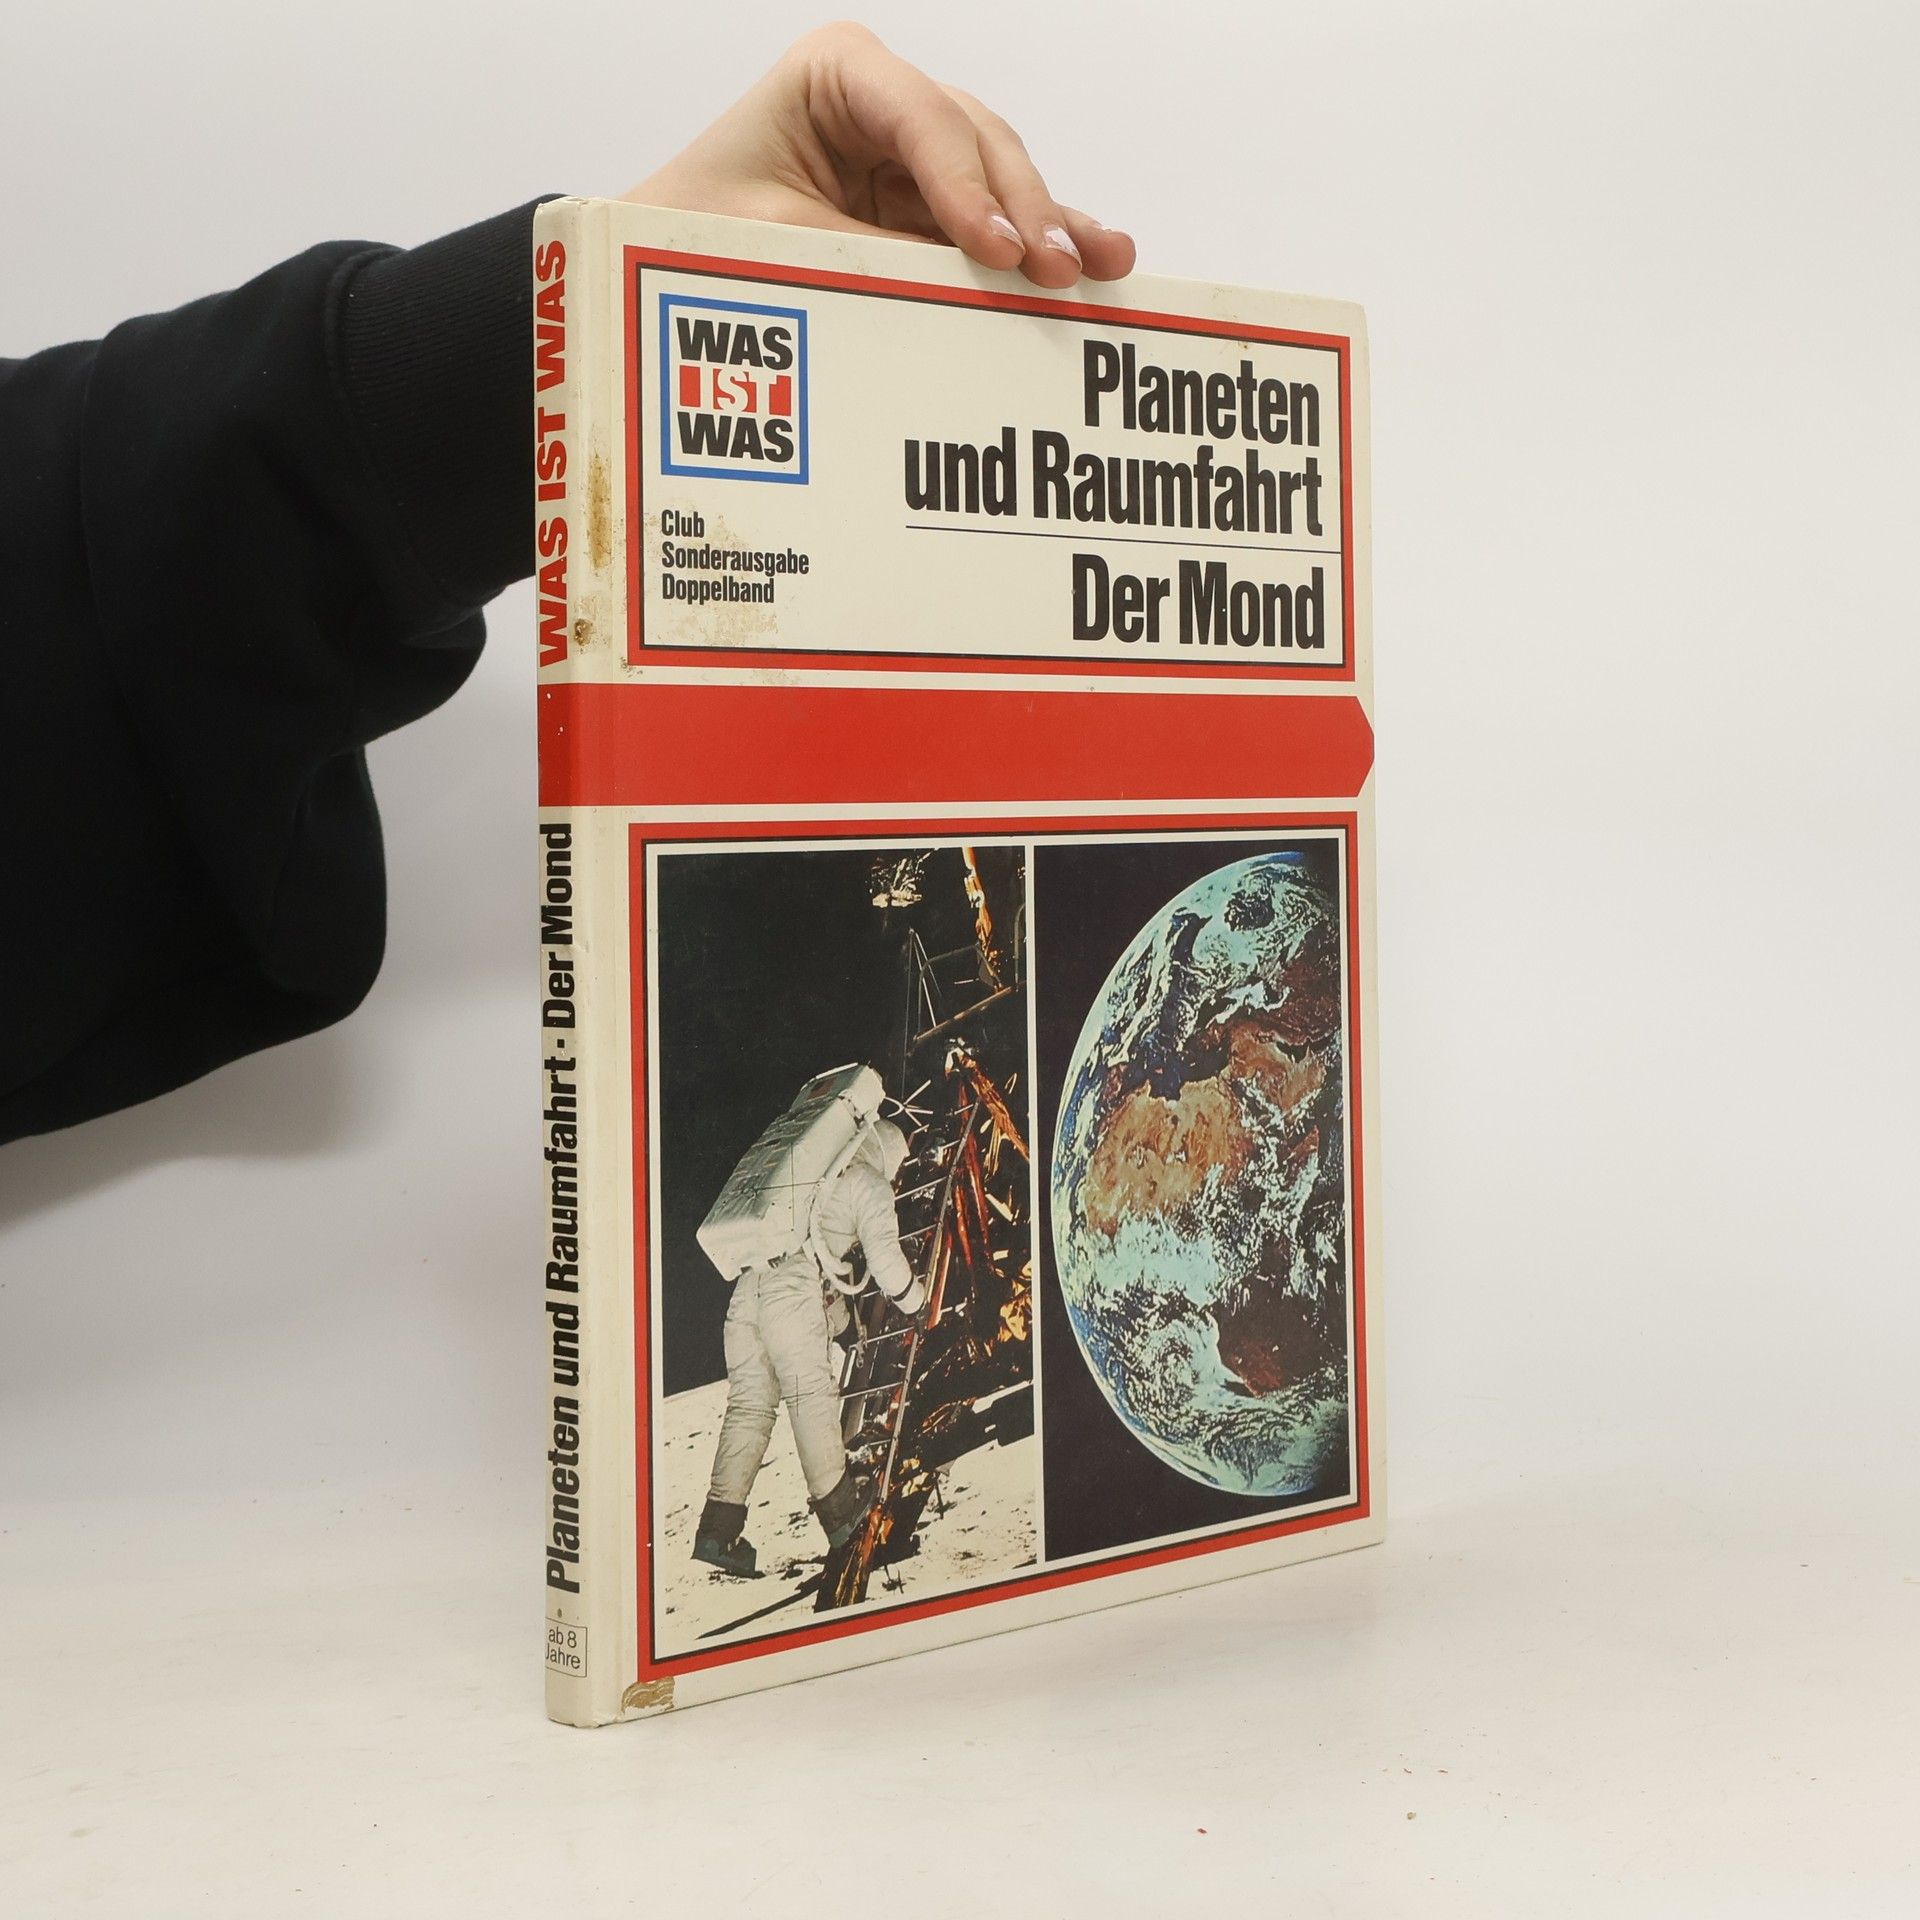 WAS IST WAS
Planeten und Raumfahrt · Der Mond
ab 8
Jahre
WAS
IST
WAS
Club
Sonderausgabe
Doppelband
Planeten
und Raumfahrt
Der Mond